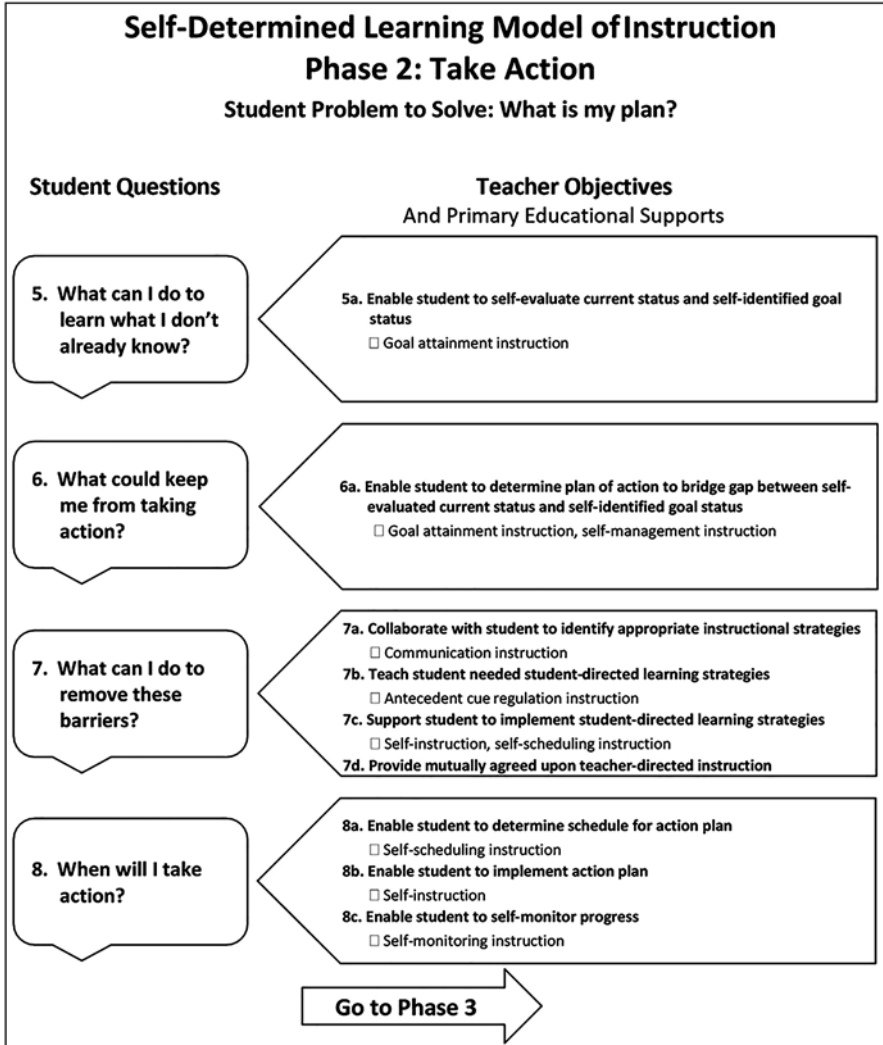 Self-Determined Learning Model of Instruction
Phase 2: Take Action
Student Problem to Solve: What is my plan?
Student Questions
Teacher Objectives
And Primary Educational Supports
5. What can I do to
learn what I don't
already know?
5a. Enable student to self-evaluate current status and self-identified goal
status
□ Goal attainment instruction
6. What could keep
me from taking
action?
6a. Enable student to determine plan of action to bridge gap between self-
evaluated current status and self-identified goal status
□ Goal attainment instruction, self-management instruction
7. What can I do to
remove these
barriers?
7a. Collaborate with student to identify appropriate instructional strategies
□ Communication instruction
7b. Teach student needed student-directed learning strategies
□ Antecedent cue regulation instruction
7c. Support student to implement student-directed learning strategies
□ Self-instruction, self-scheduling instruction
7d. Provide mutually agreed upon teacher-directed instruction
8. When will I take
action?
8a. Enable student to determine schedule for action plan
□ Self-scheduling instruction
8b. Enable student to implement action plan
□ Self-instruction
8c. Enable student to self-monitor progress
□ Self-monitoring instruction
Go to Phase 3